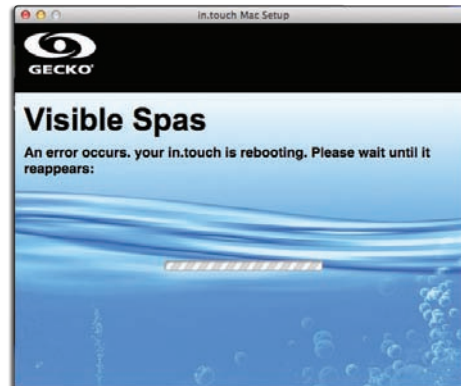 in.touch Mac Setup
GECKO
Visible Spas
An error occurs. your in.touch is rebooting. Please wait until it
reappears: